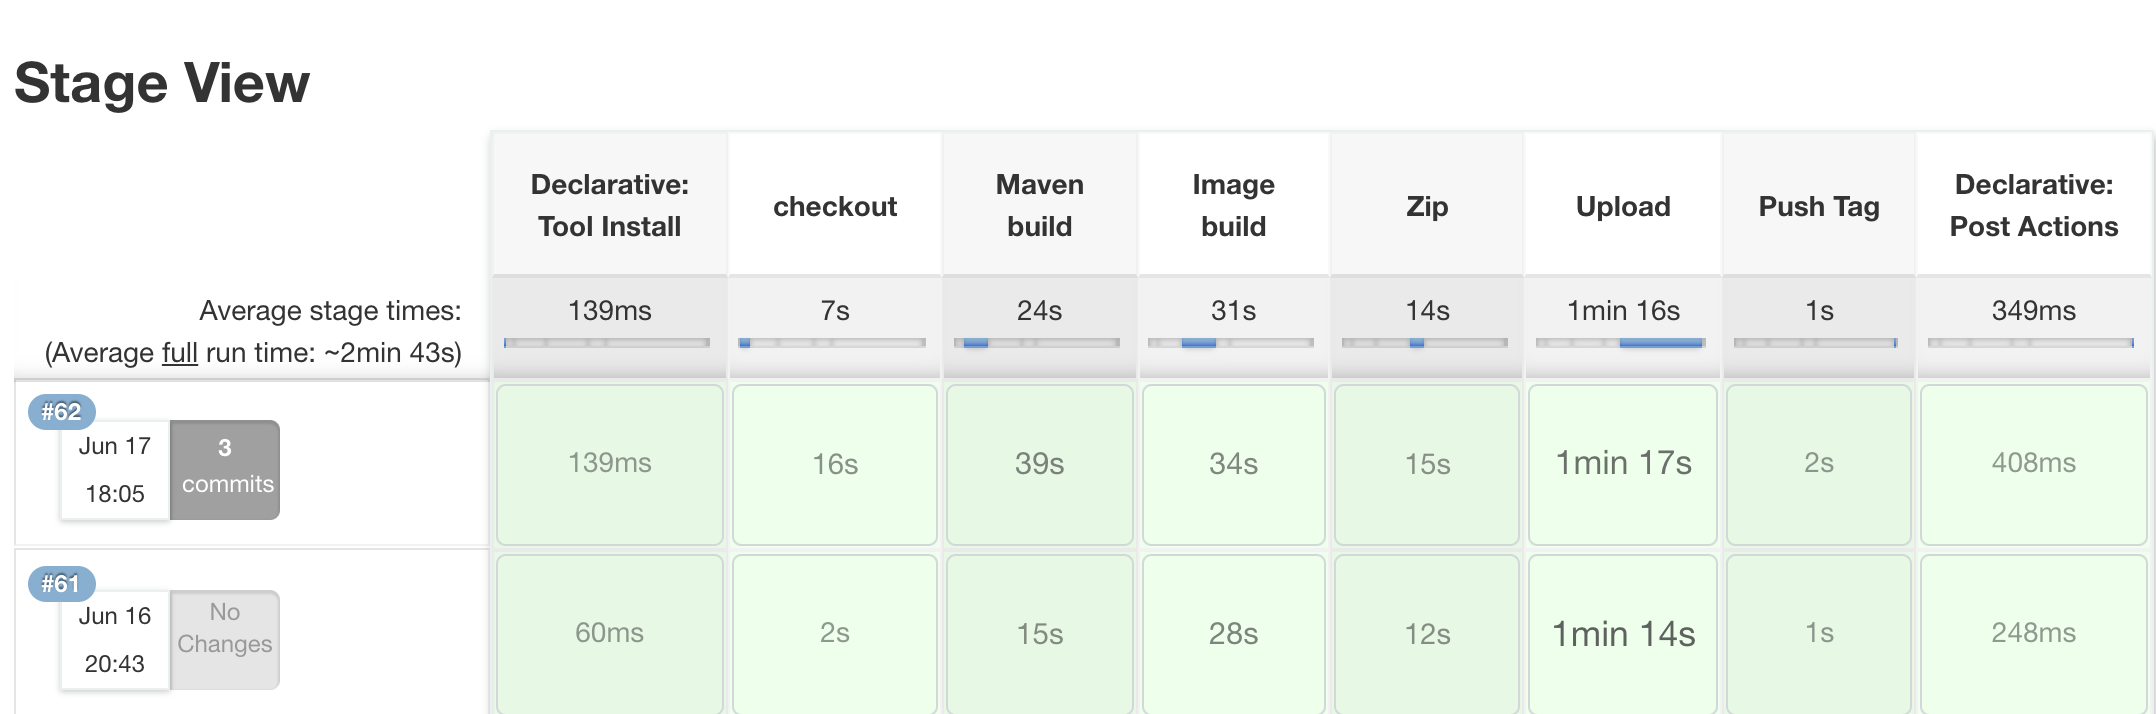 Stage View
Declarative: Tool Install
checkout
Maven build
Image build
Zip
Upload
Push Tag
Declarative: Post Actions
Average stage times:
(Average full run time: ~2min 43s)
139ms
7s
24s
31s
14s
1min 16s
1s
349ms
#62
Jun 17
18:05
3
commits
139ms
16s
39s
34s
15s
1min 17s
2s
408ms
#61
Jun 16
20:43
No
Changes
60ms
2s
15s
28s
12s
1min 14s
1s
248ms